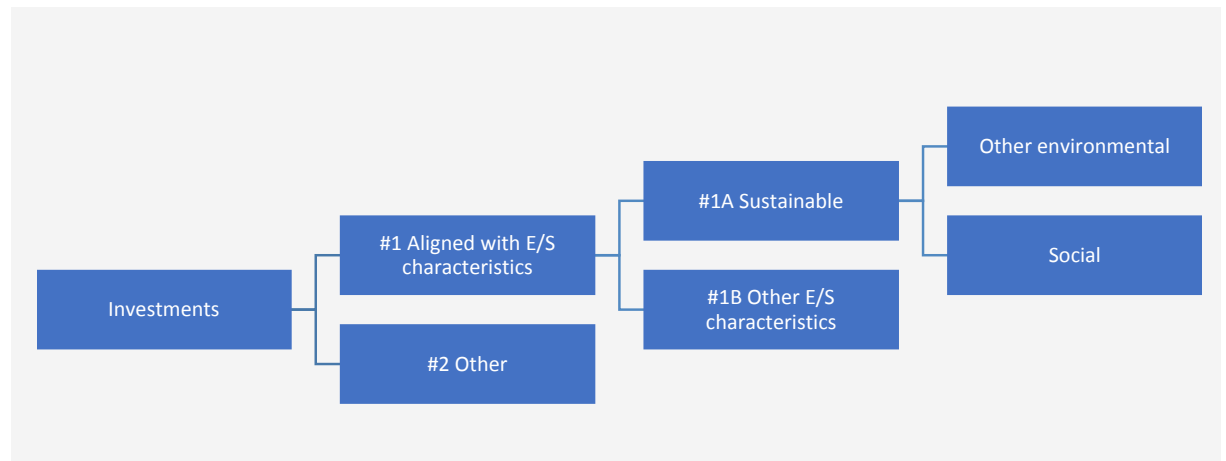 Investments
#1 Aligned with E/S
characteristics
#2 Other
#1A Sustainable
#1B Other E/S
characteristics
Other environmental
Social